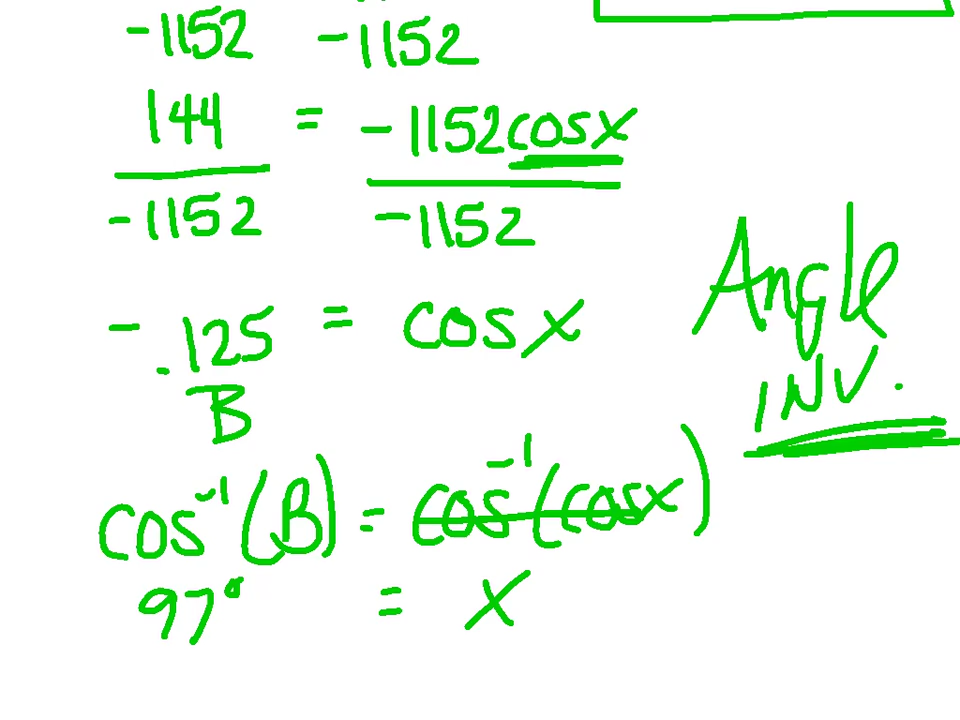 -1152 -1152
144 = -1152cosx
-1152 -1152
-.125 = cosx
B
Angle
INV.
cos⁻¹(B) = cos⁻¹(cosx)
97° = x